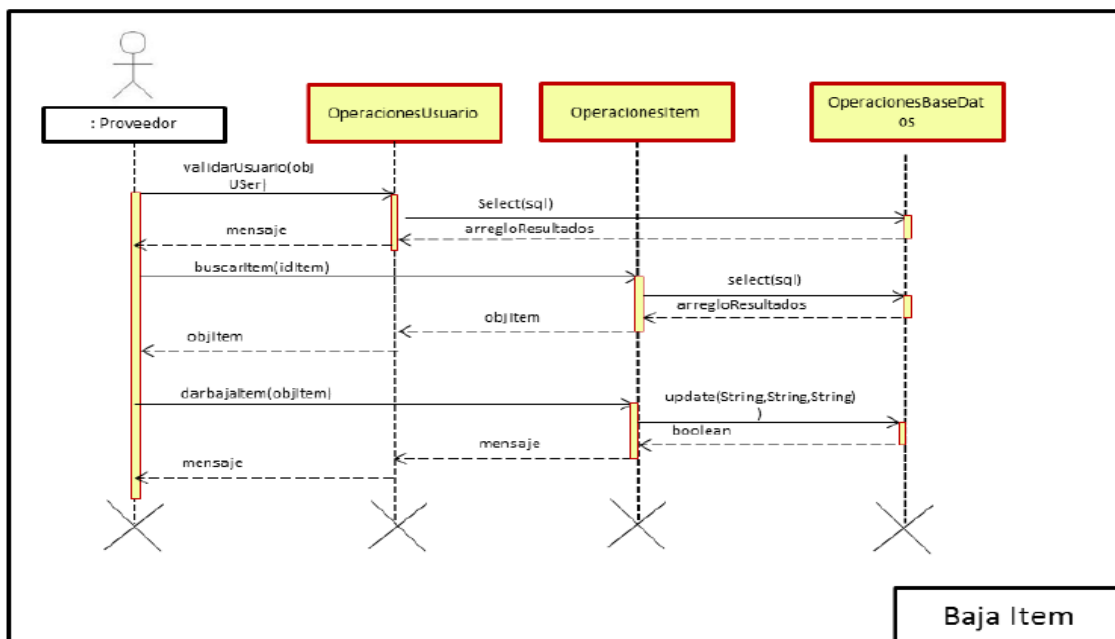 : Proveedor
OperacionesUsuario
OperacionesItem
OperacionesBaseDat
os
validarUsuario(obj
USer)
Select(sql)
mensaje
arregloResultados
buscarItem(idItem)
select(sql)
arregloResultados
objItem
objItem
darbajaItem(objItem)
update(String,String,String)
)
boolean
mensaje
mensaje
Baja Item